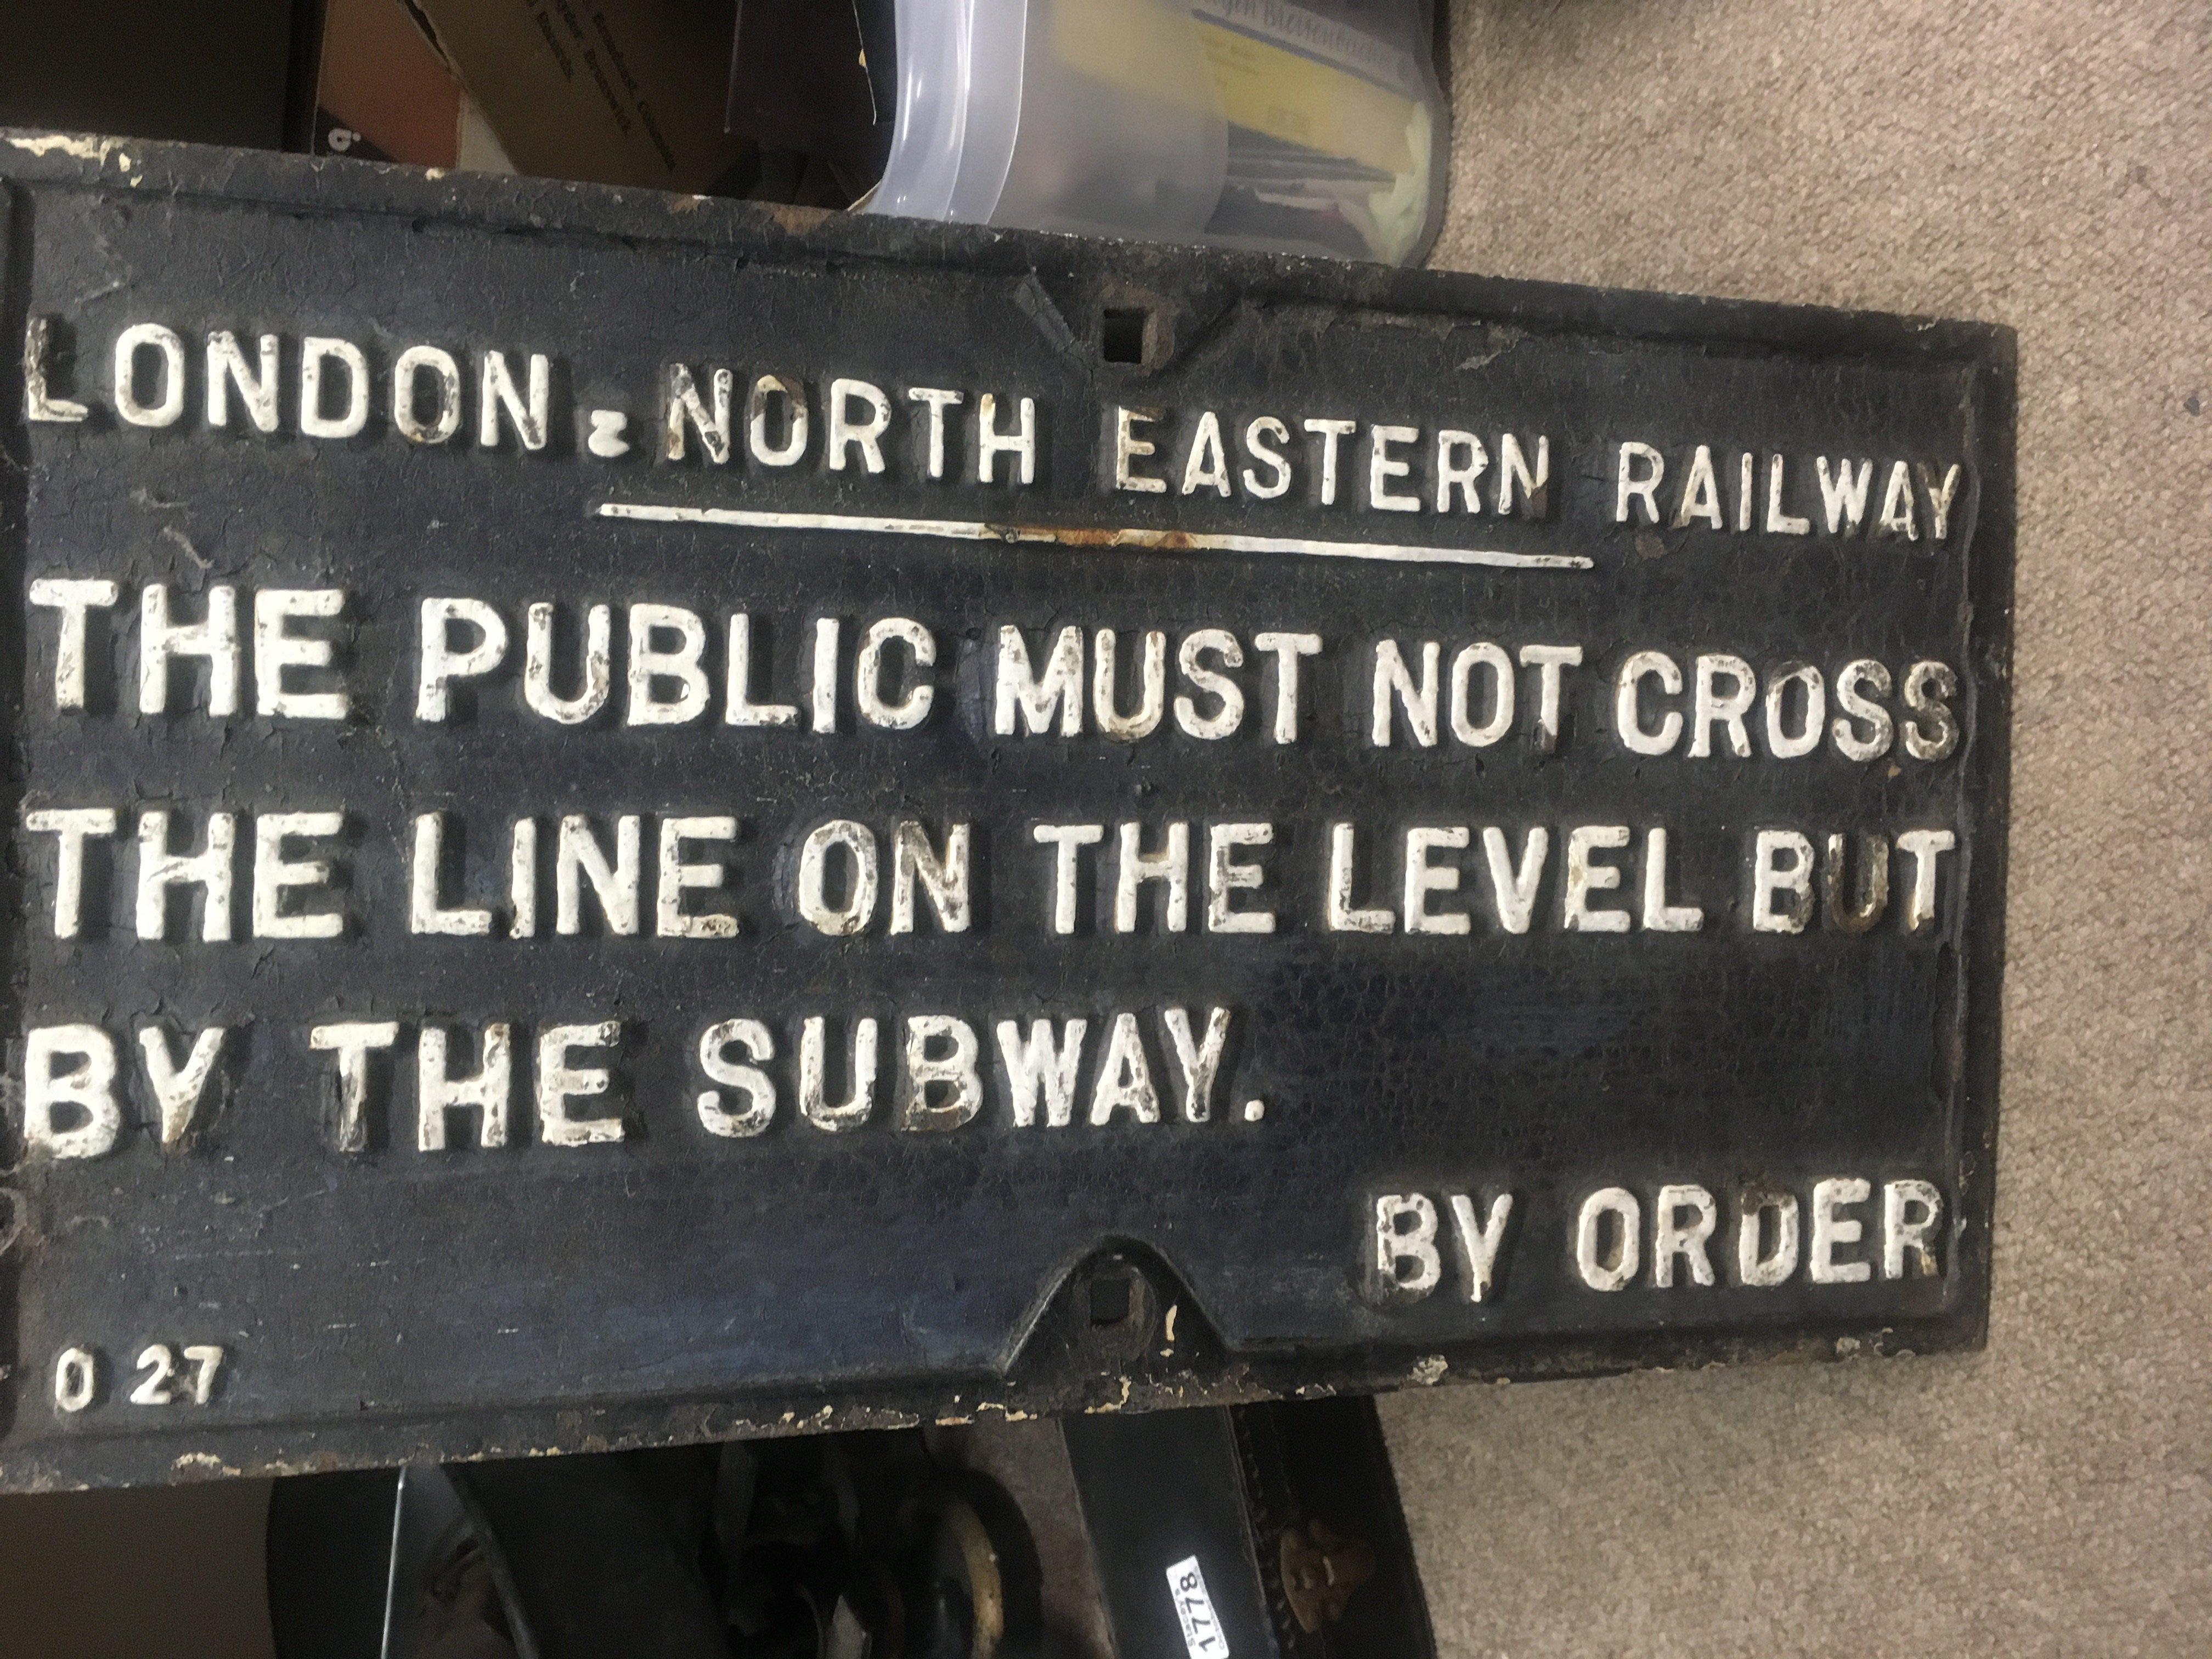 LONDON & NORTH EASTERN RAILWAY
THE PUBLIC MUST NOT CROSS
THE LINE ON THE LEVEL BUT
BY THE SUBWAY.
BY ORDER
O 27
Stacey's
1778